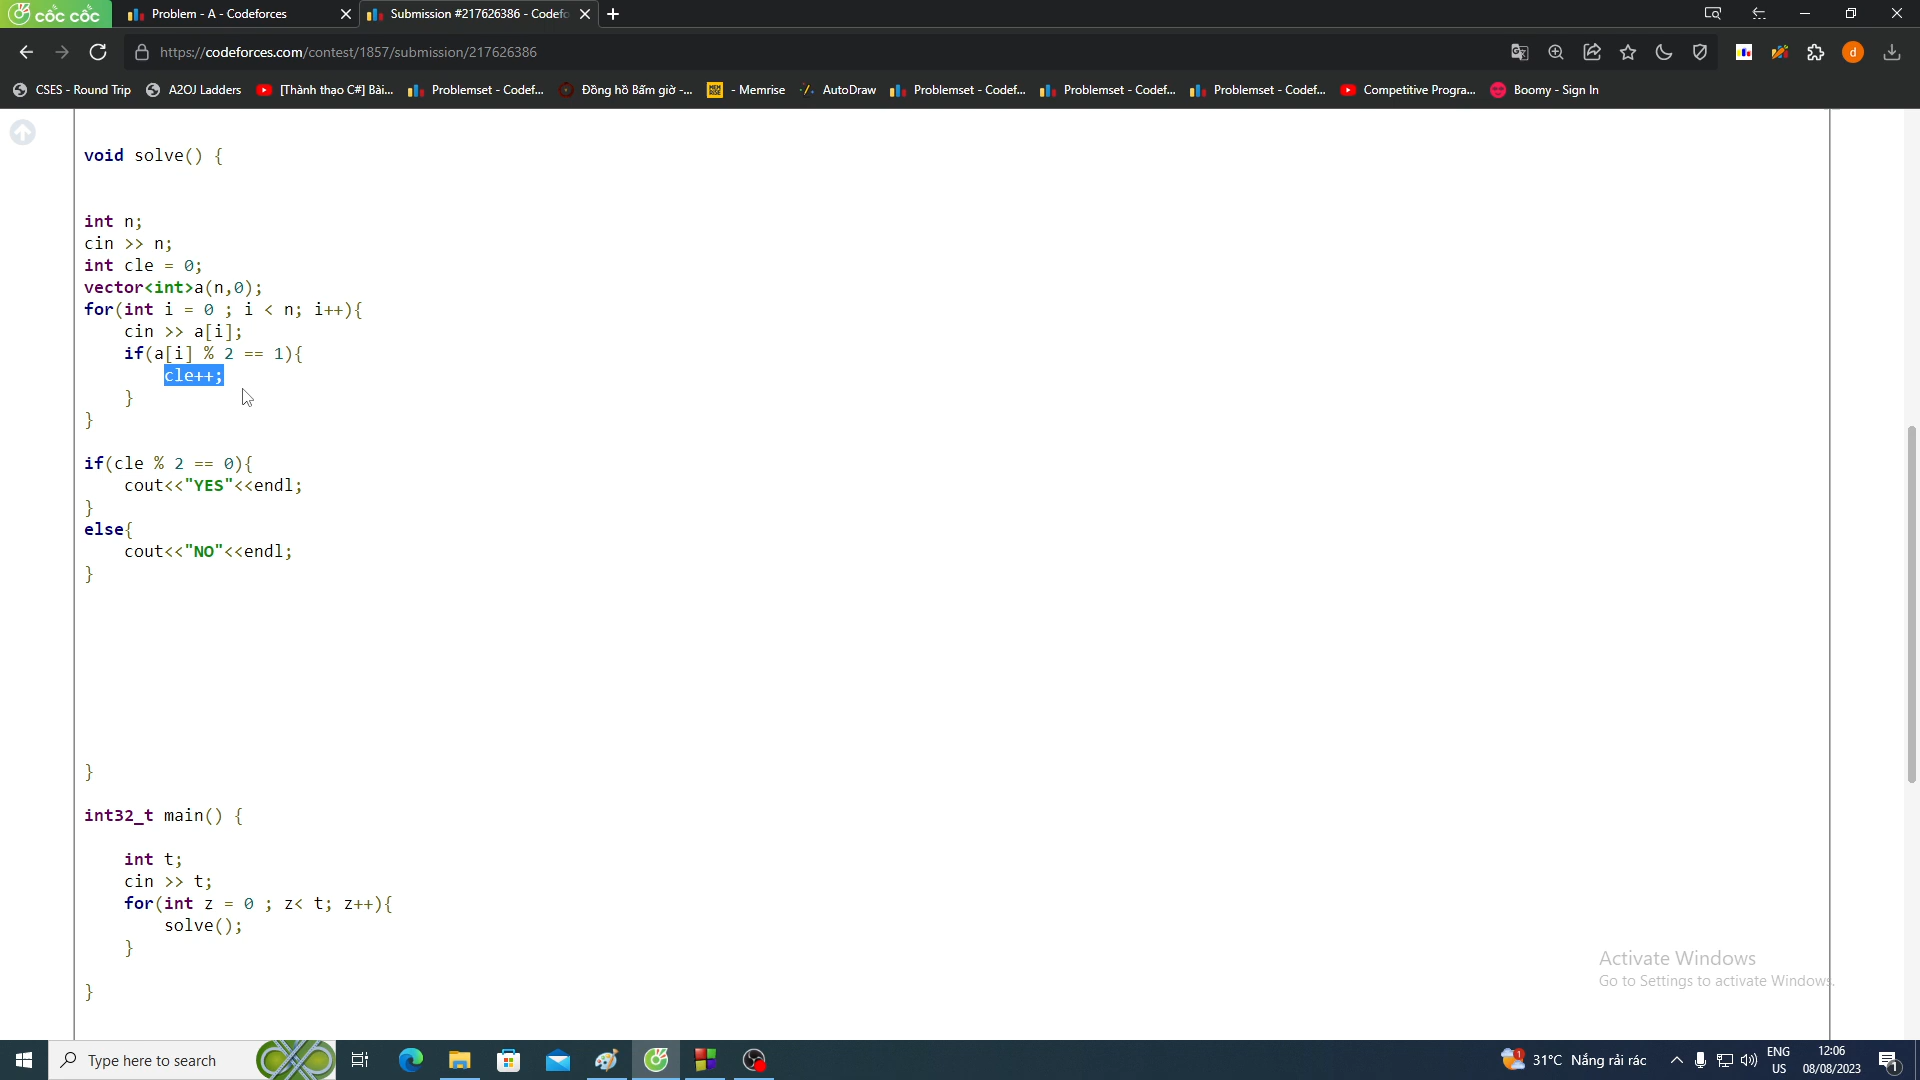 cốc cốc
Problem - A - Codeforces
Submission #217626386 - Codefo
https://codeforces.com/contest/1857/submission/217626386
d
CSES - Round Trip
A2OJ Ladders
[Thành thạo C#] Bài...
Problemset - Codef...
Đồng hồ Bấm giờ -...
- Memrise
AutoDraw
Problemset - Codef...
Problemset - Codef...
Problemset - Codef...
Competitive Progra...
Boomy - Sign In
void solve() {
int n;
cin >> n;
int cle = 0;
vector<int>a(n,0);
for(int i = 0 ; i < n; i++){
cin >> a[i];
if(a[i] % 2 == 1){
cle++;
}
}
if(cle % 2 == 0){
cout<<"YES"<<endl;
}
else{
cout<<"NO"<<endl;
}
}
int32_t main() {
int t;
cin >> t;
for(int z = 0 ; z< t; z++){
solve();
}
}
Activate Windows
Go to Settings to activate Windows.
Type here to search
1
31°C Nắng rải rác
ENG
US
12:06
08/08/2023
1